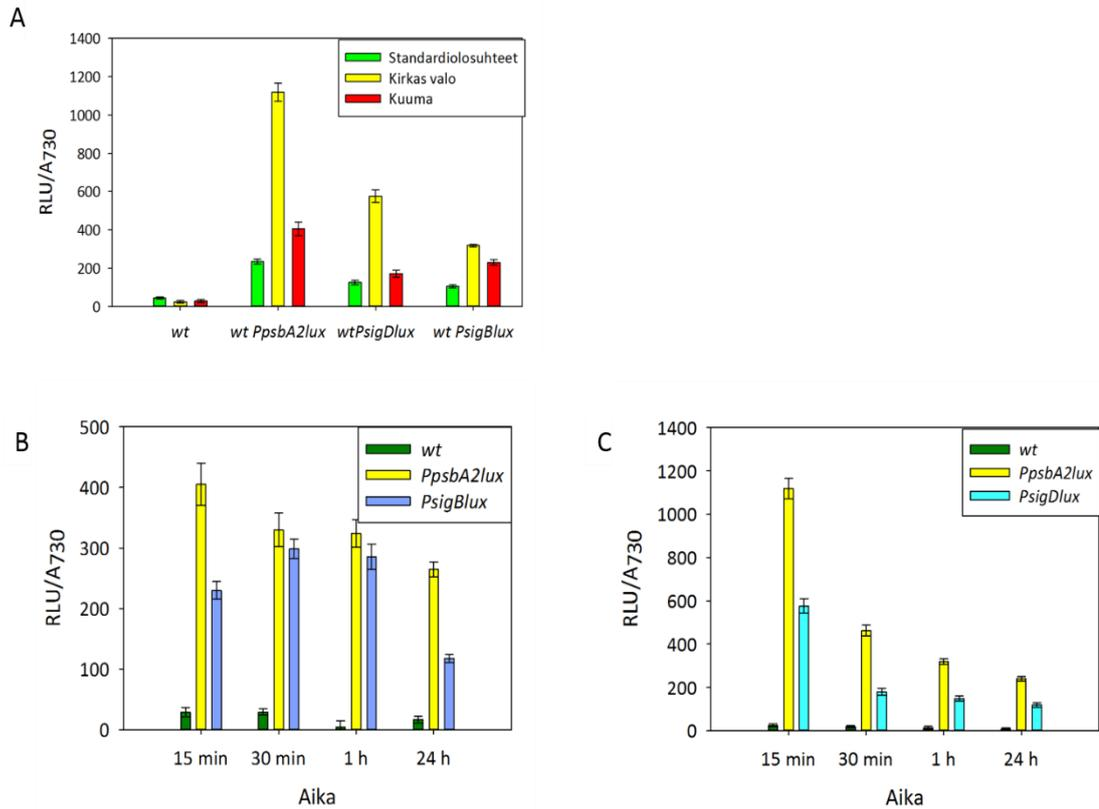 A
1400
1200
1000
800
600
400
200
0
RLU/A730
Standardiolosuhteet
Kirkas valo
Kuuma
wt
wt PpsbA2lux
wtPsigDlux
wt PsigBlux
B
500
400
300
200
100
0
RLU/A730
wt
PpsbA2lux
PsigBlux
15 min
30 min
1 h
24 h
Aika
C
1400
1200
1000
800
600
400
200
0
RLU/A730
wt
PpsbA2lux
PsigDlux
15 min
30 min
1 h
24 h
Aika